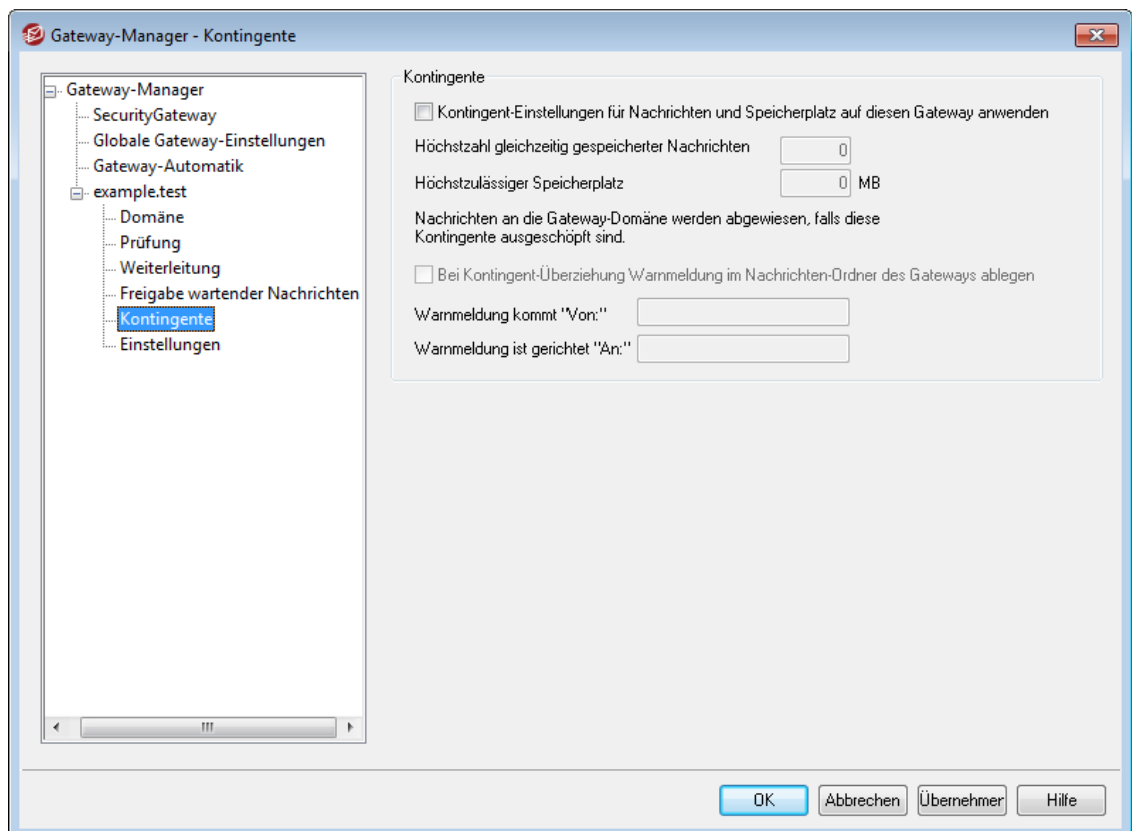 Gateway-Manager - Kontingente
Gateway-Manager
SecurityGateway
Globale Gateway-Einstellungen
Gateway-Automatik
example.test
Domäne
Prüfung
Weiterleitung
Freigabe wartender Nachrichten
Kontingente
Einstellungen
Kontingente
Kontingent-Einstellungen für Nachrichten und Speicherplatz auf diesen Gateway anwenden
Höchstzahl gleichzeitig gespeicherter Nachrichten 0
Höchstzulässiger Speicherplatz 0 MB
Nachrichten an die Gateway-Domäne werden abgewiesen, falls diese
Kontingente ausgeschöpft sind.
Bei Kontingent-Überziehung Warnmeldung im Nachrichten-Ordner des Gateways ablegen
Warnmeldung kommt "Von:"
Warnmeldung ist gerichtet "An:"
OK Abbrechen Übernehmer Hilfe